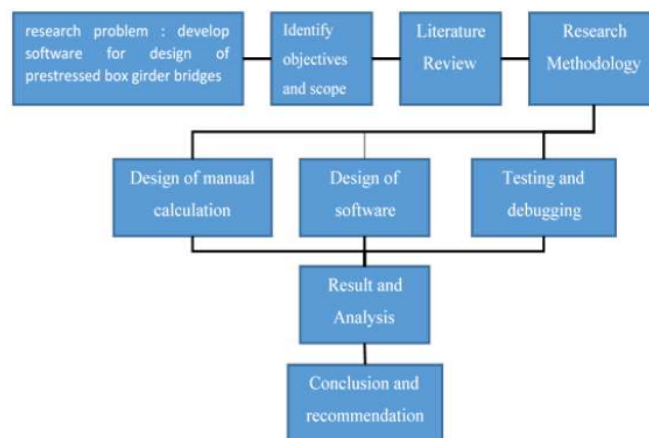 research problem : develop
software for design of
prestressed box girder bridges
Identify
objectives
and scope
Literature
Review
Research
Methodology
Design of manual
calculation
Design of
software
Testing and
debugging
Result and
Analysis
Conclusion and
recommendation